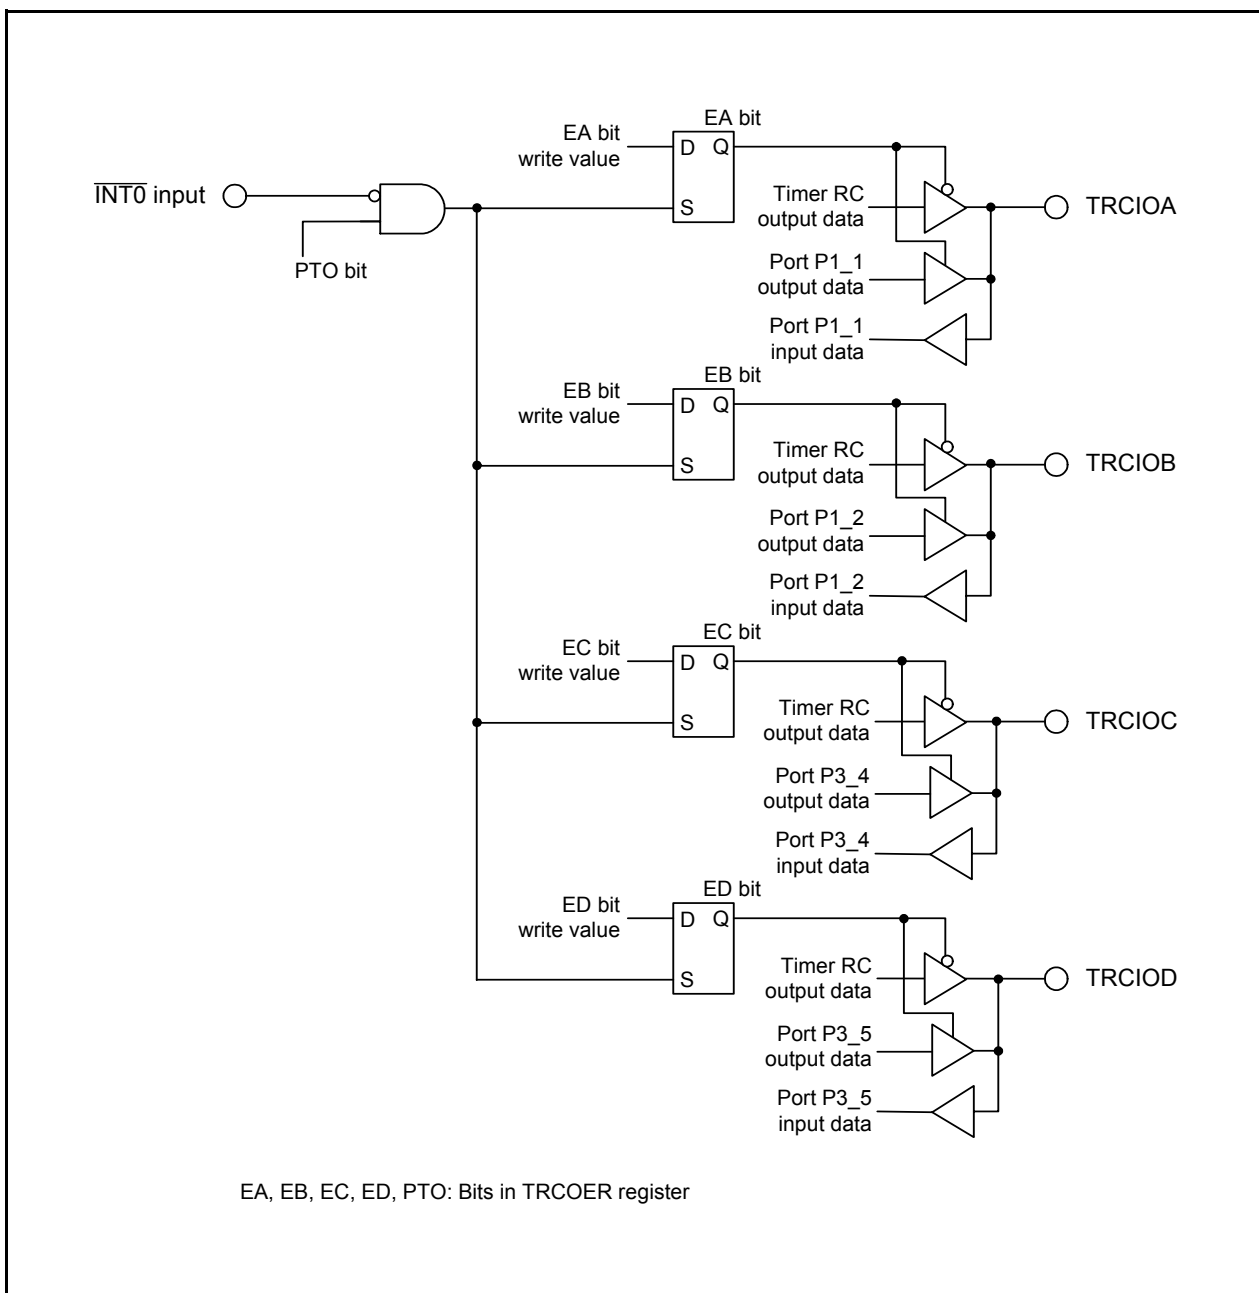 EA bit
EA bit
write value
D Q
S
INT0 input
PTO bit
Timer RC
output data
TRCIOA
Port P1_1
output data
Port P1_1
input data
EB bit
EB bit
write value
D Q
S
Timer RC
output data
TRCIOB
Port P1_2
output data
Port P1_2
input data
EC bit
EC bit
write value
D Q
S
Timer RC
output data
TRCIOC
Port P3_4
output data
Port P3_4
input data
ED bit
ED bit
write value
D Q
S
Timer RC
output data
TRCIOD
Port P3_5
output data
Port P3_5
input data
EA, EB, EC, ED, PTO: Bits in TRCOER register